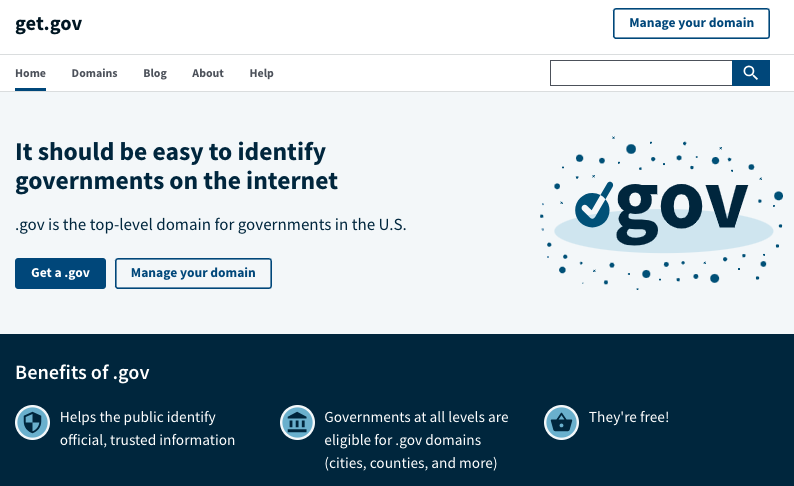 get.gov
Manage your domain
Home
Domains
Blog
About
Help
It should be easy to identify
governments on the internet
.gov is the top-level domain for governments in the U.S.
Get a .gov
Manage your domain
gov
Benefits of .gov
Helps the public identify
official, trusted information
Governments at all levels are
eligible for .gov domains
(cities, counties, and more)
They're free!